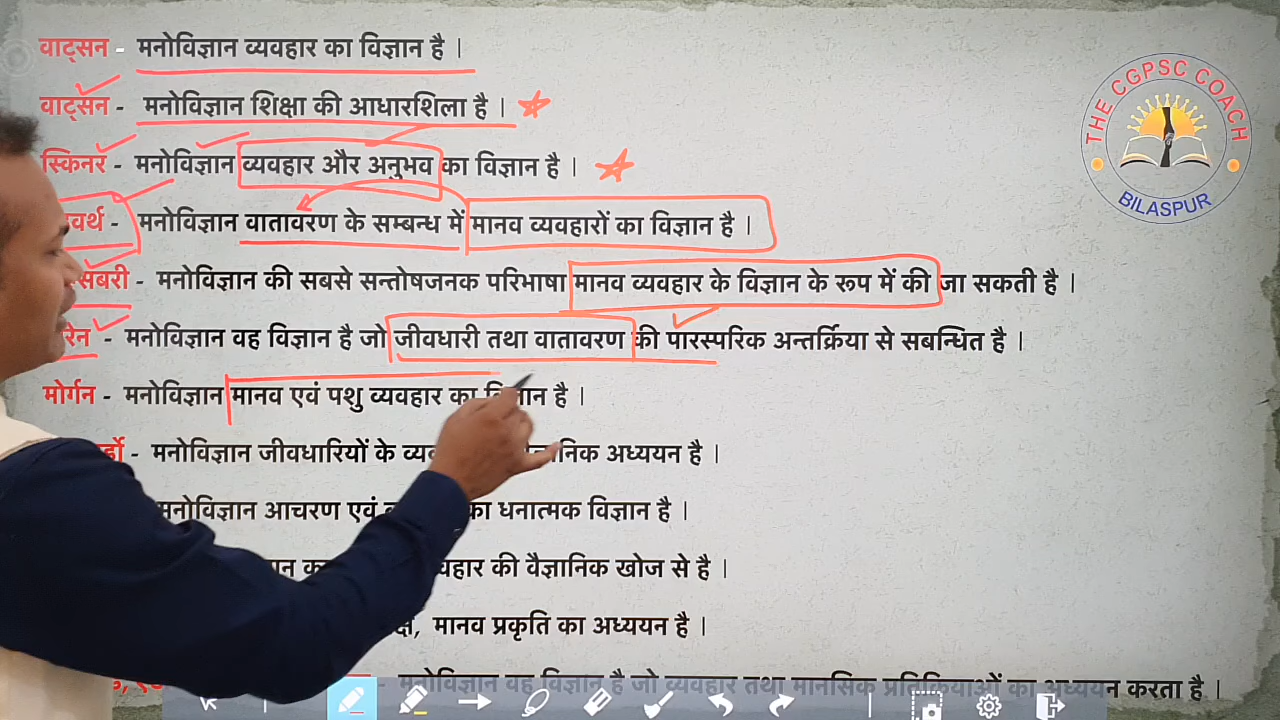 वाट्सन - मनोविज्ञान व्यवहार का विज्ञान है ।
वाट्सन - मनोविज्ञान शिक्षा की आधारशिला है ।
स्किनर - मनोविज्ञान व्यवहार और अनुभव का विज्ञान है ।
- मनोविज्ञान वातावरण के सम्बन्ध में मानव व्यवहारों का विज्ञान है ।
- मनोविज्ञान की सबसे सन्तोषजनक परिभाषा मानव व्यवहार के विज्ञान के रूप में की जा सकती है ।
- मनोविज्ञान वह विज्ञान है जो जीवधारी तथा वातावरण की पारस्परिक अन्तर्क्रिया से सबन्धित है ।
मोर्गन - मनोविज्ञान मानव एवं पशु व्यवहार का विज्ञान है ।
- मनोविज्ञान जीवधारियों के अध्ययन है ।
मनोविज्ञान आचरण एवं का धनात्मक विज्ञान है ।
की वैज्ञानिक खोज से है ।
मानव प्रकृति का अध्ययन है ।
- मनोविज्ञान वह विज्ञान है जो व्यवहार तथा मानसिक प्रतिकियाओं का अध्ययन करता है ।
THE CGPSC COACH
BILASPUR